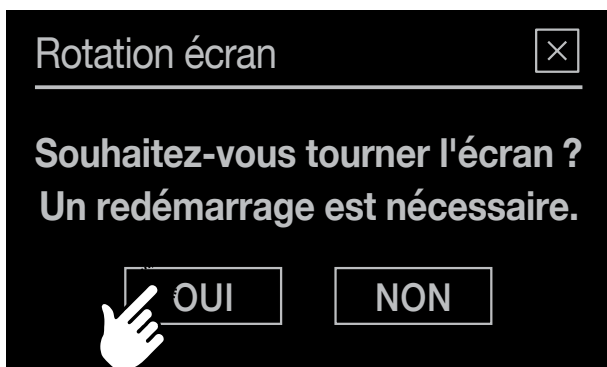 Rotation écran
Souhaitez-vous tourner l'écran ?
Un redémarrage est nécessaire.
OUI NON